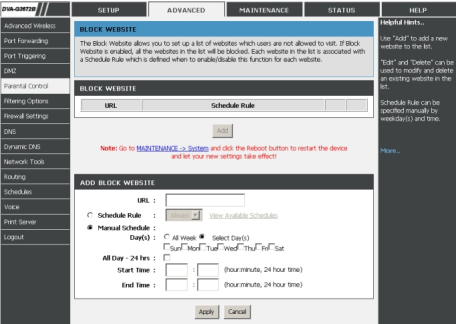 DVA-G3672B
SETUP
ADVANCED
MAINTENANCE
STATUS
HELP
Advanced Wireless
Port Forwarding
Port Triggering
DMZ
Parental Control
Filtering Options
Firewall Settings
DNS
Dynamic DNS
Network Tools
Routing
Schedules
Voice
Print Server
Logout
BLOCK WEBSITE
The Block Website allows you to set up a list of websites which users are not allowed to visit. If Block
Website is enabled, all the websites in the list will be blocked. Each website in the list is associated with
a Schedule Rule which is defined when to enable/disable this function for each website.
BLOCK WEBSITE
URL Schedule Rule
Add
Note: Go to MAINTENANCE -> System and click the Reboot button to restart the device
and let your new settings take effect!
ADD BLOCK WEBSITE
URL :
Schedule Rule : Always View Available Schedules
Manual Schedule :
Day(s) : All Week Select Day(s)
Sun Mon Tue Wed Thu Fri Sat
All Day - 24 hrs :
Start Time : : (hour:minute, 24 hour time)
End Time : : (hour:minute, 24 hour time)
Apply Cancel
Helpful Hints..
Use "Add" to add a new
website to the list.
"Edit" and "Delete" can be
used to modify and delete
an existing website in the
list.
Schedule Rule can be
specified manually by
weekday(s) and time.
More..